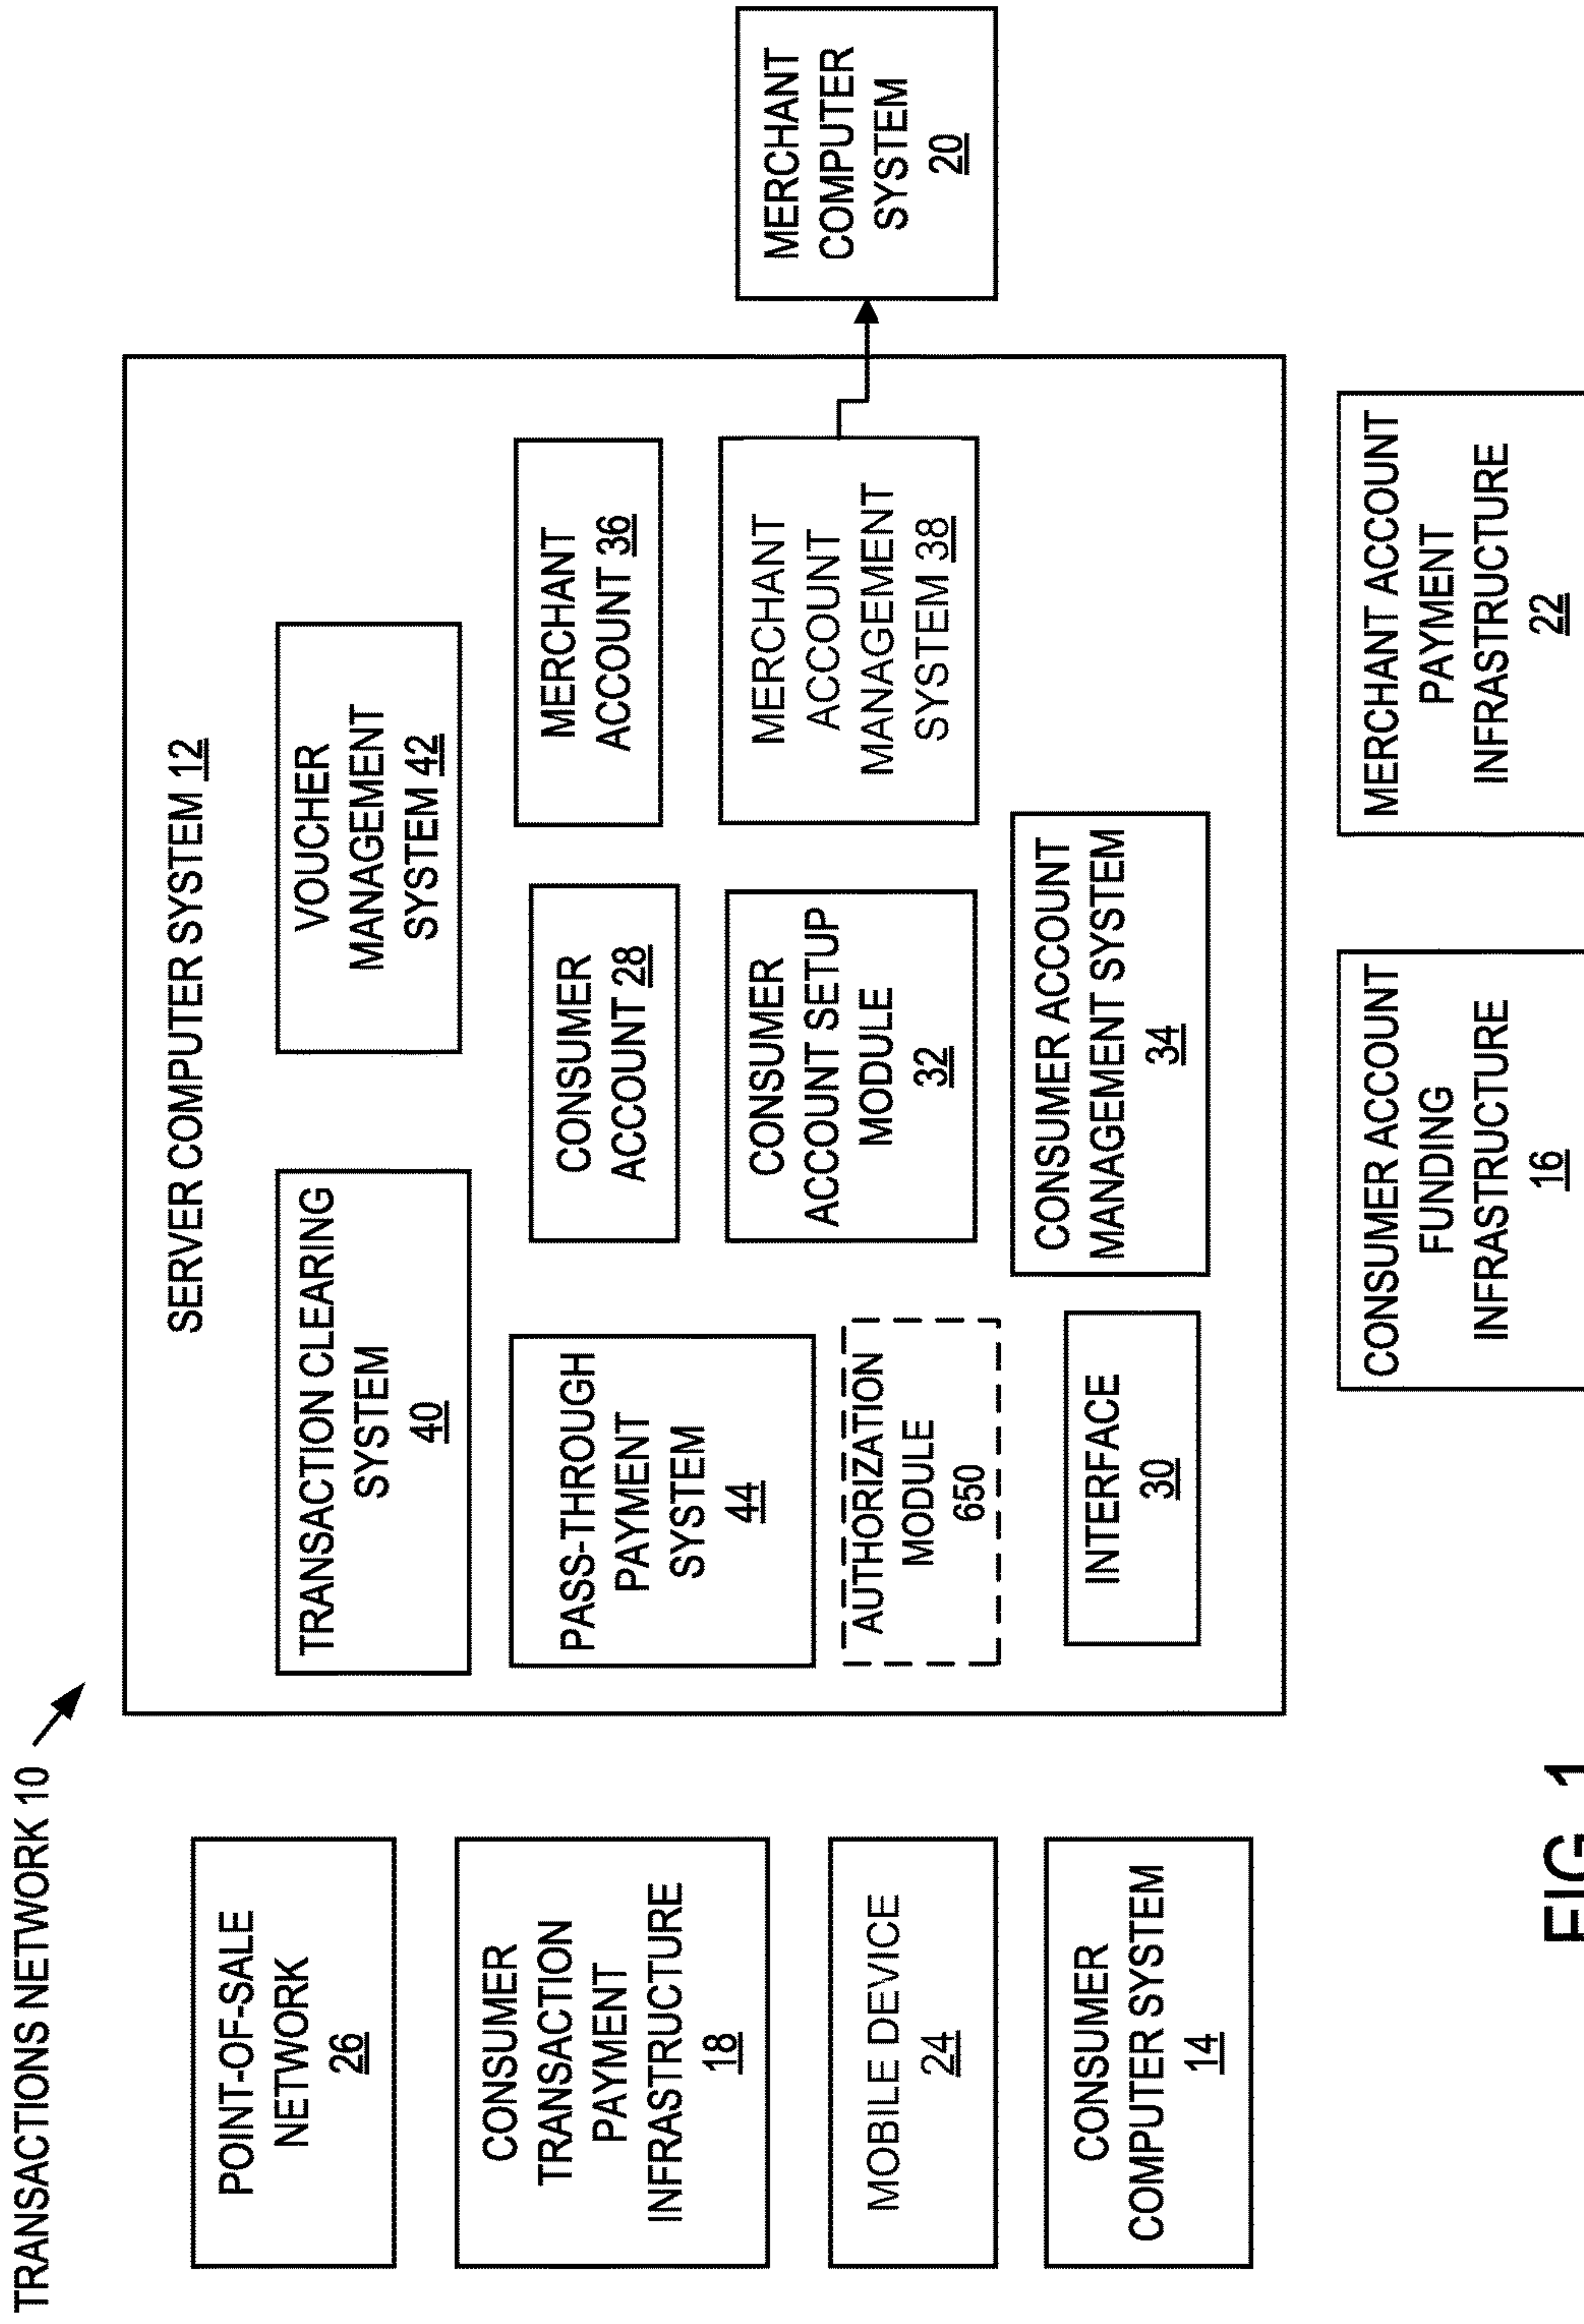 TRANSACTIONS NETWORK 10
POINT-OF-SALE
NETWORK
26
CONSUMER
TRANSACTION
PAYMENT
INFRASTRUCTURE
18
MOBILE DEVICE
24
CONSUMER
COMPUTER SYSTEM
14
SERVER COMPUTER SYSTEM 12
TRANSACTION CLEARING
SYSTEM
40
VOUCHER
MANAGEMENT
SYSTEM 42
PASS-THROUGH
PAYMENT
SYSTEM
44
CONSUMER
ACCOUNT 28
MERCHANT
ACCOUNT 36
AUTHORIZATION
MODULE
650
CONSUMER
ACCOUNT SETUP
MODULE
32
MERCHANT
ACCOUNT
MANAGEMENT
SYSTEM 38
INTERFACE
30
CONSUMER ACCOUNT
MANAGEMENT SYSTEM
34
MERCHANT
COMPUTER
SYSTEM
20
CONSUMER ACCOUNT
FUNDING
INFRASTRUCTURE
16
MERCHANT ACCOUNT
PAYMENT
INFRASTRUCTURE
22
FIG. 1